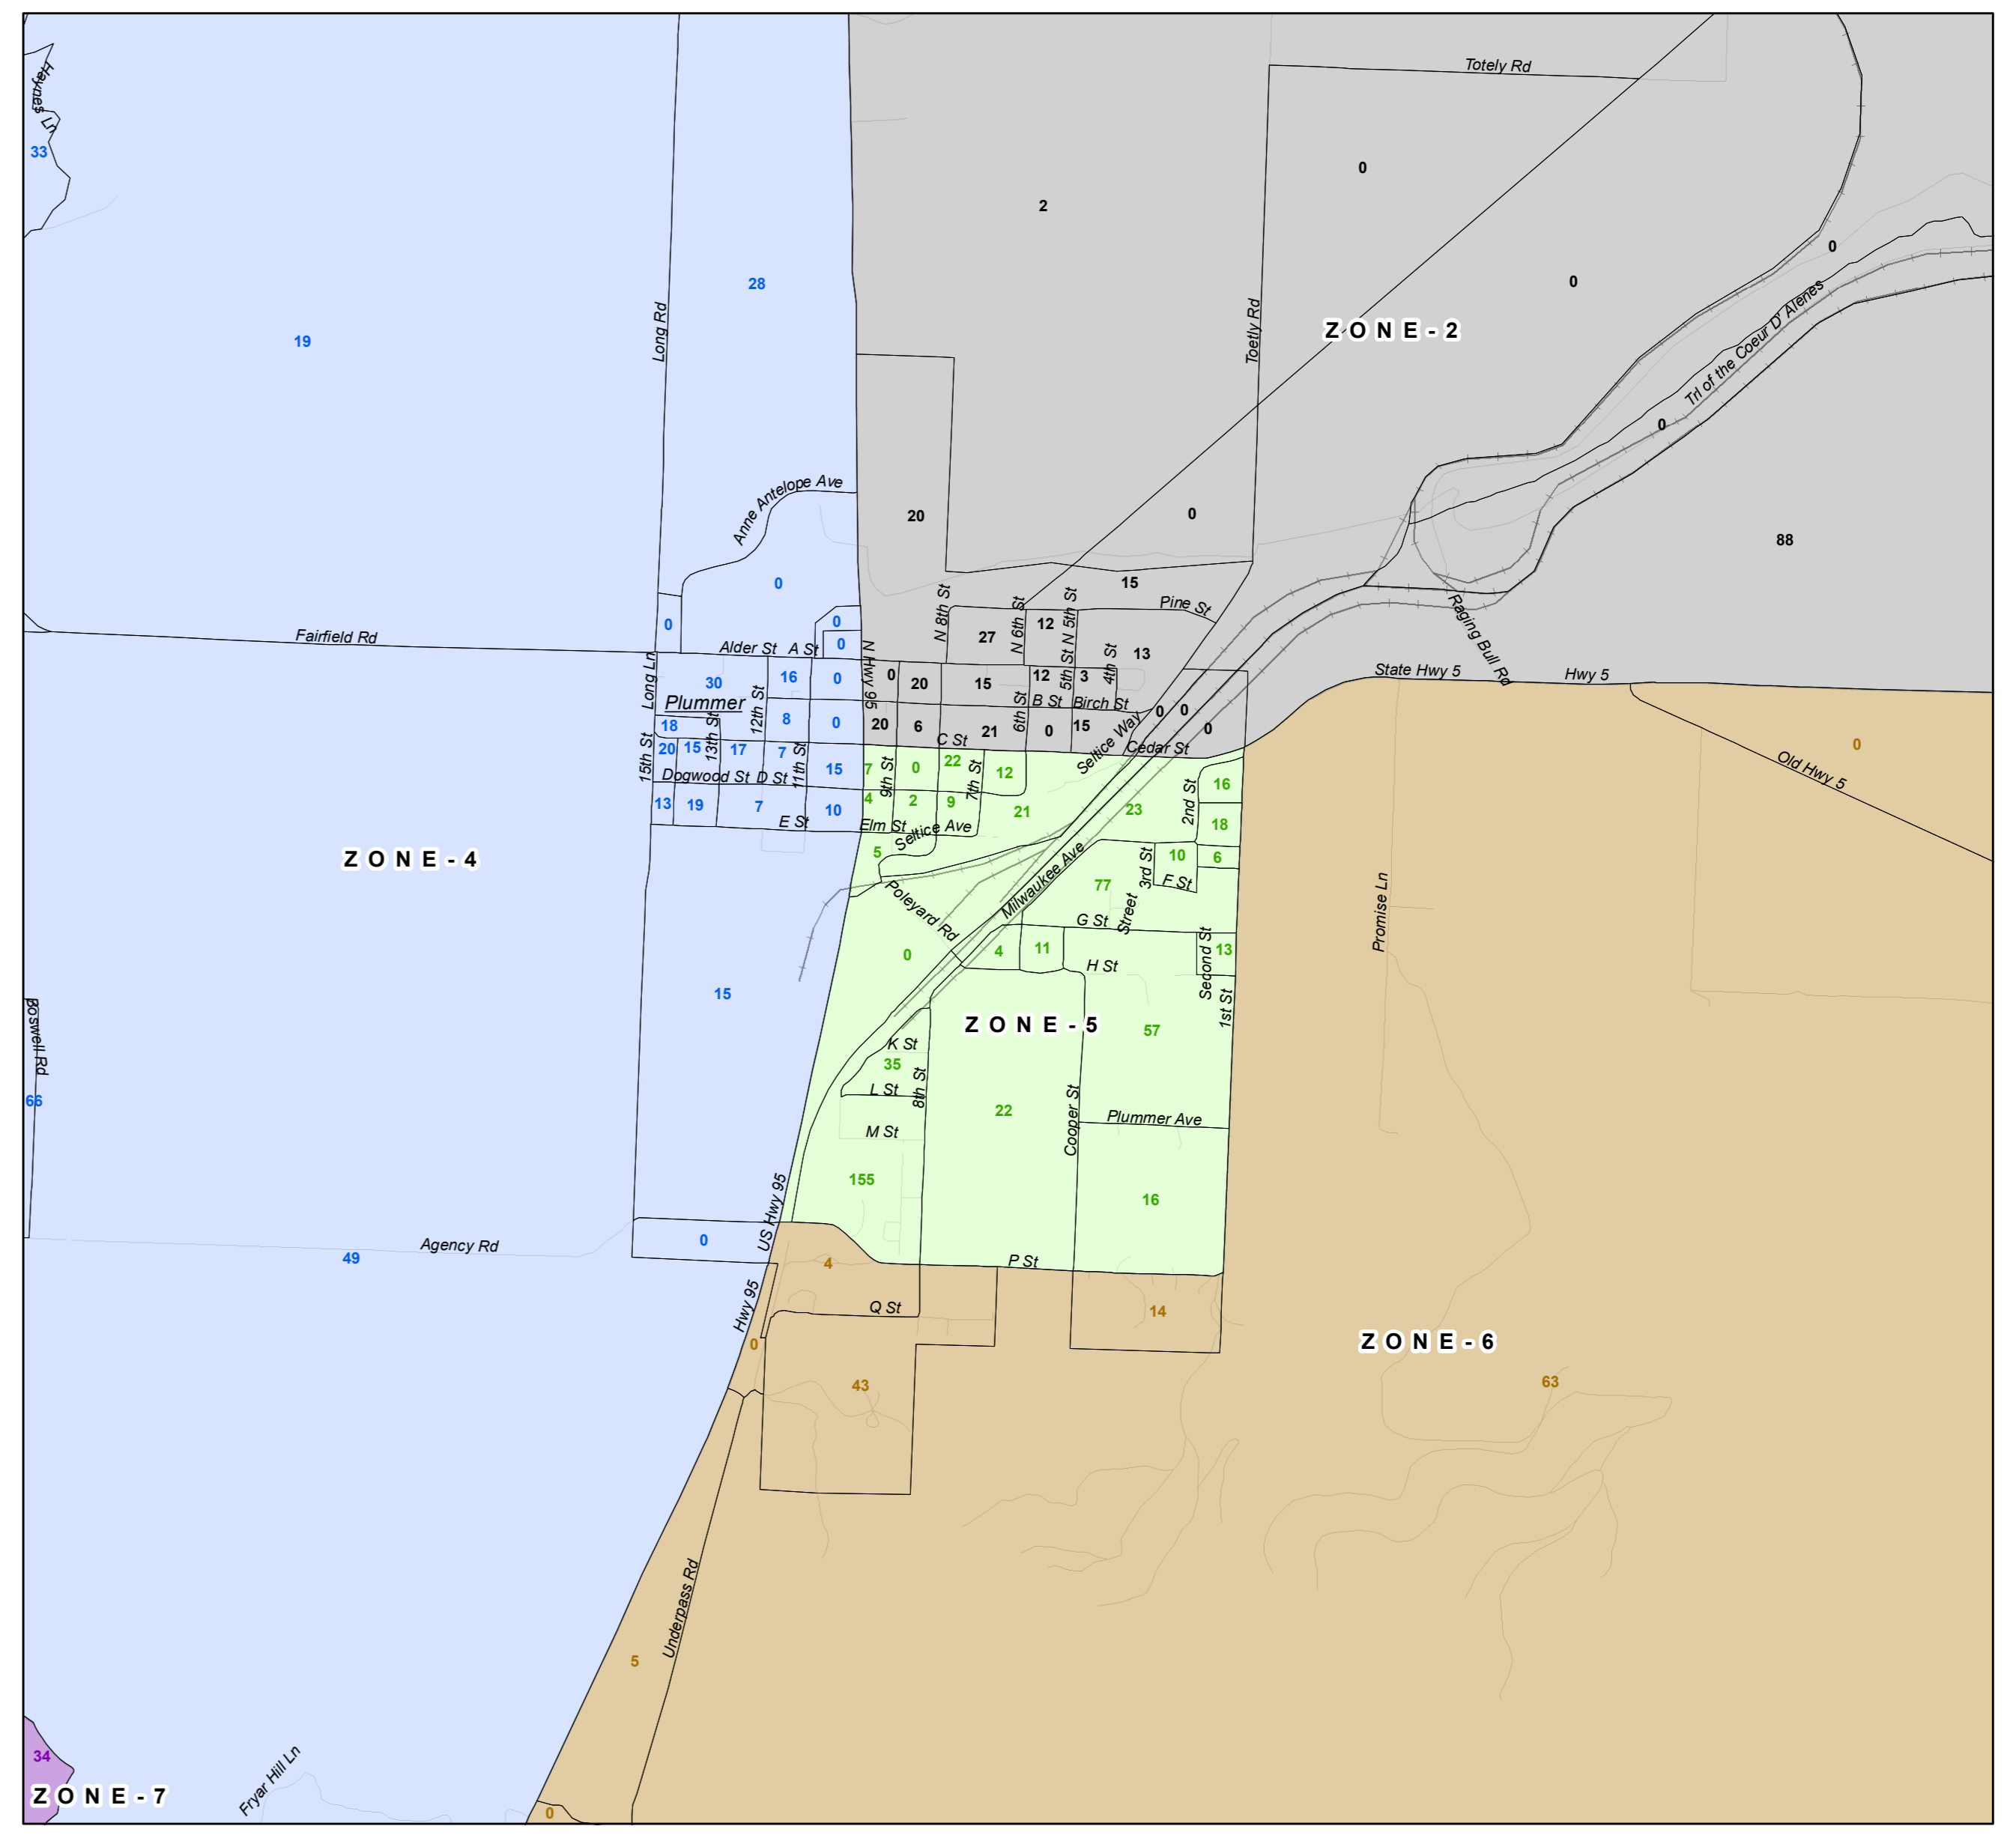 Totely Rd
Haynes Ln
33
0
2
0
0
28
Trl of the Coeur D' Alenes
Long Rd
Toetly Rd
ZONE-2
19
0
Anne Antelope Ave
20
0
88
0
15
N 8th St
N 6th St
N 5th St
Pine St
Raging Bull Rd
0
0
12
Fairfield Rd
27
0
Alder St
A St
N Hwy 95
13
Long Ln
30
16
0
0
20
15
12
5th St
3
4th St
State Hwy 5
Hwy 5
Plummer
12th St
B St
Birch St
18
13th St
8
0
20
6
21
6th St
0
15
0
0
0
Seltice Way
C St
Cedar St
0
15th St
20
15
17
7
11th St
15
7
9th St
0
22
7th St
12
Old Hwy 5
Dogwood St
D St
16
2nd St
13
19
7
10
4
2
9
21
23
18
E St
Elm St
Seltice Ave
5
ZONE-4
Milwaukee Ave
3rd St
10
6
77
F St
Poleyard Rd
Street
G St
Promise Ln
0
4
11
H St
Second St
13
15
1st St
ZONE-5
57
Boswell Rd
K St
35
66
L St
8th St
22
Cooper St
Plummer Ave
M St
155
16
US Hwy 95
Agency Rd
0
49
4
P St
Hwy 95
Q St
14
0
ZONE-6
43
63
Underpass Rd
5
34
ZONE-7
Fryar Hill Ln
0